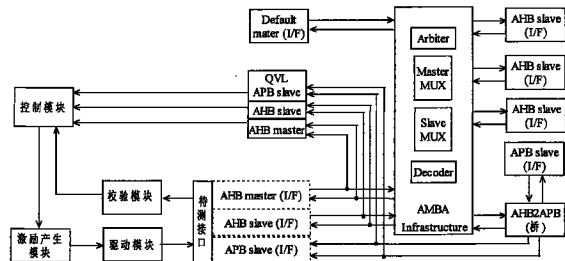 Default
mater (I/F)
Arbiter
Master
MUX
Slave
MUX
Decoder
AMBA
Infrastructure
AHB slave
(I/F)
AHB slave
(I/F)
AHB slave
(I/F)
APB slave
(I/F)
AHB2APB
(桥)
QVL
APB slave
AHB slave
AHB master
控制模块
校验模块
激励产生
模块
驱动模块
待测接口
AHB master (I/F)
AHB slave (I/F)
APB slave (I/F)